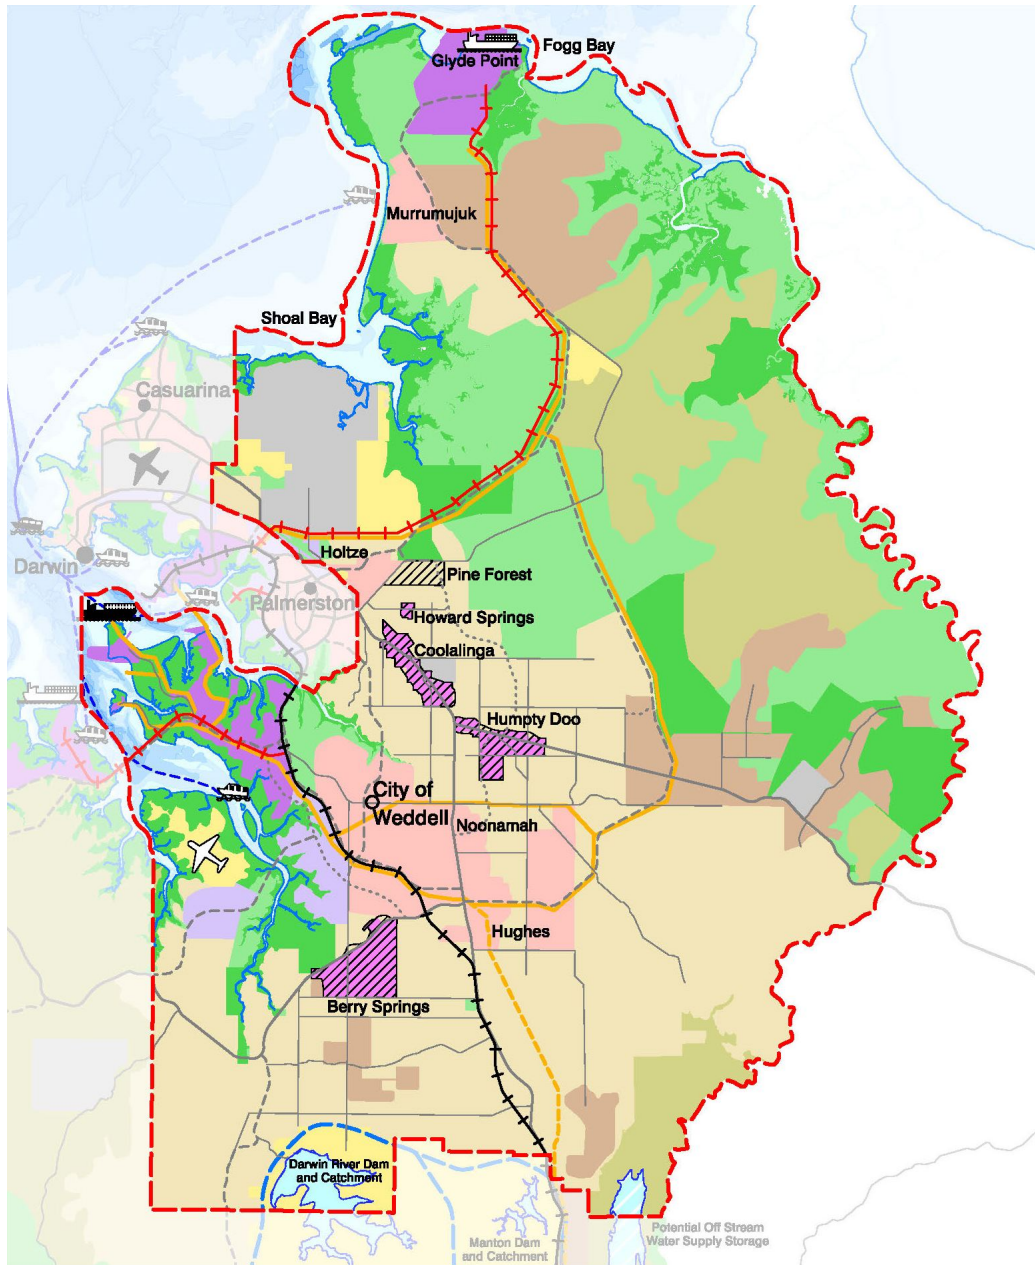 Fogg Bay
Glyde Point
Murrumujuk
Shoal Bay
Casuarina
Holtze
Darwin
Pine Forest
Palmerston
Howard Springs
Coolalinga
Humpty Doo
City of
Weddell
Noonamah
Hughes
Berry Springs
Darwin River Dam
and Catchment
Potential Off Stream
Water Supply Storage
Manton Dam
and Catchment